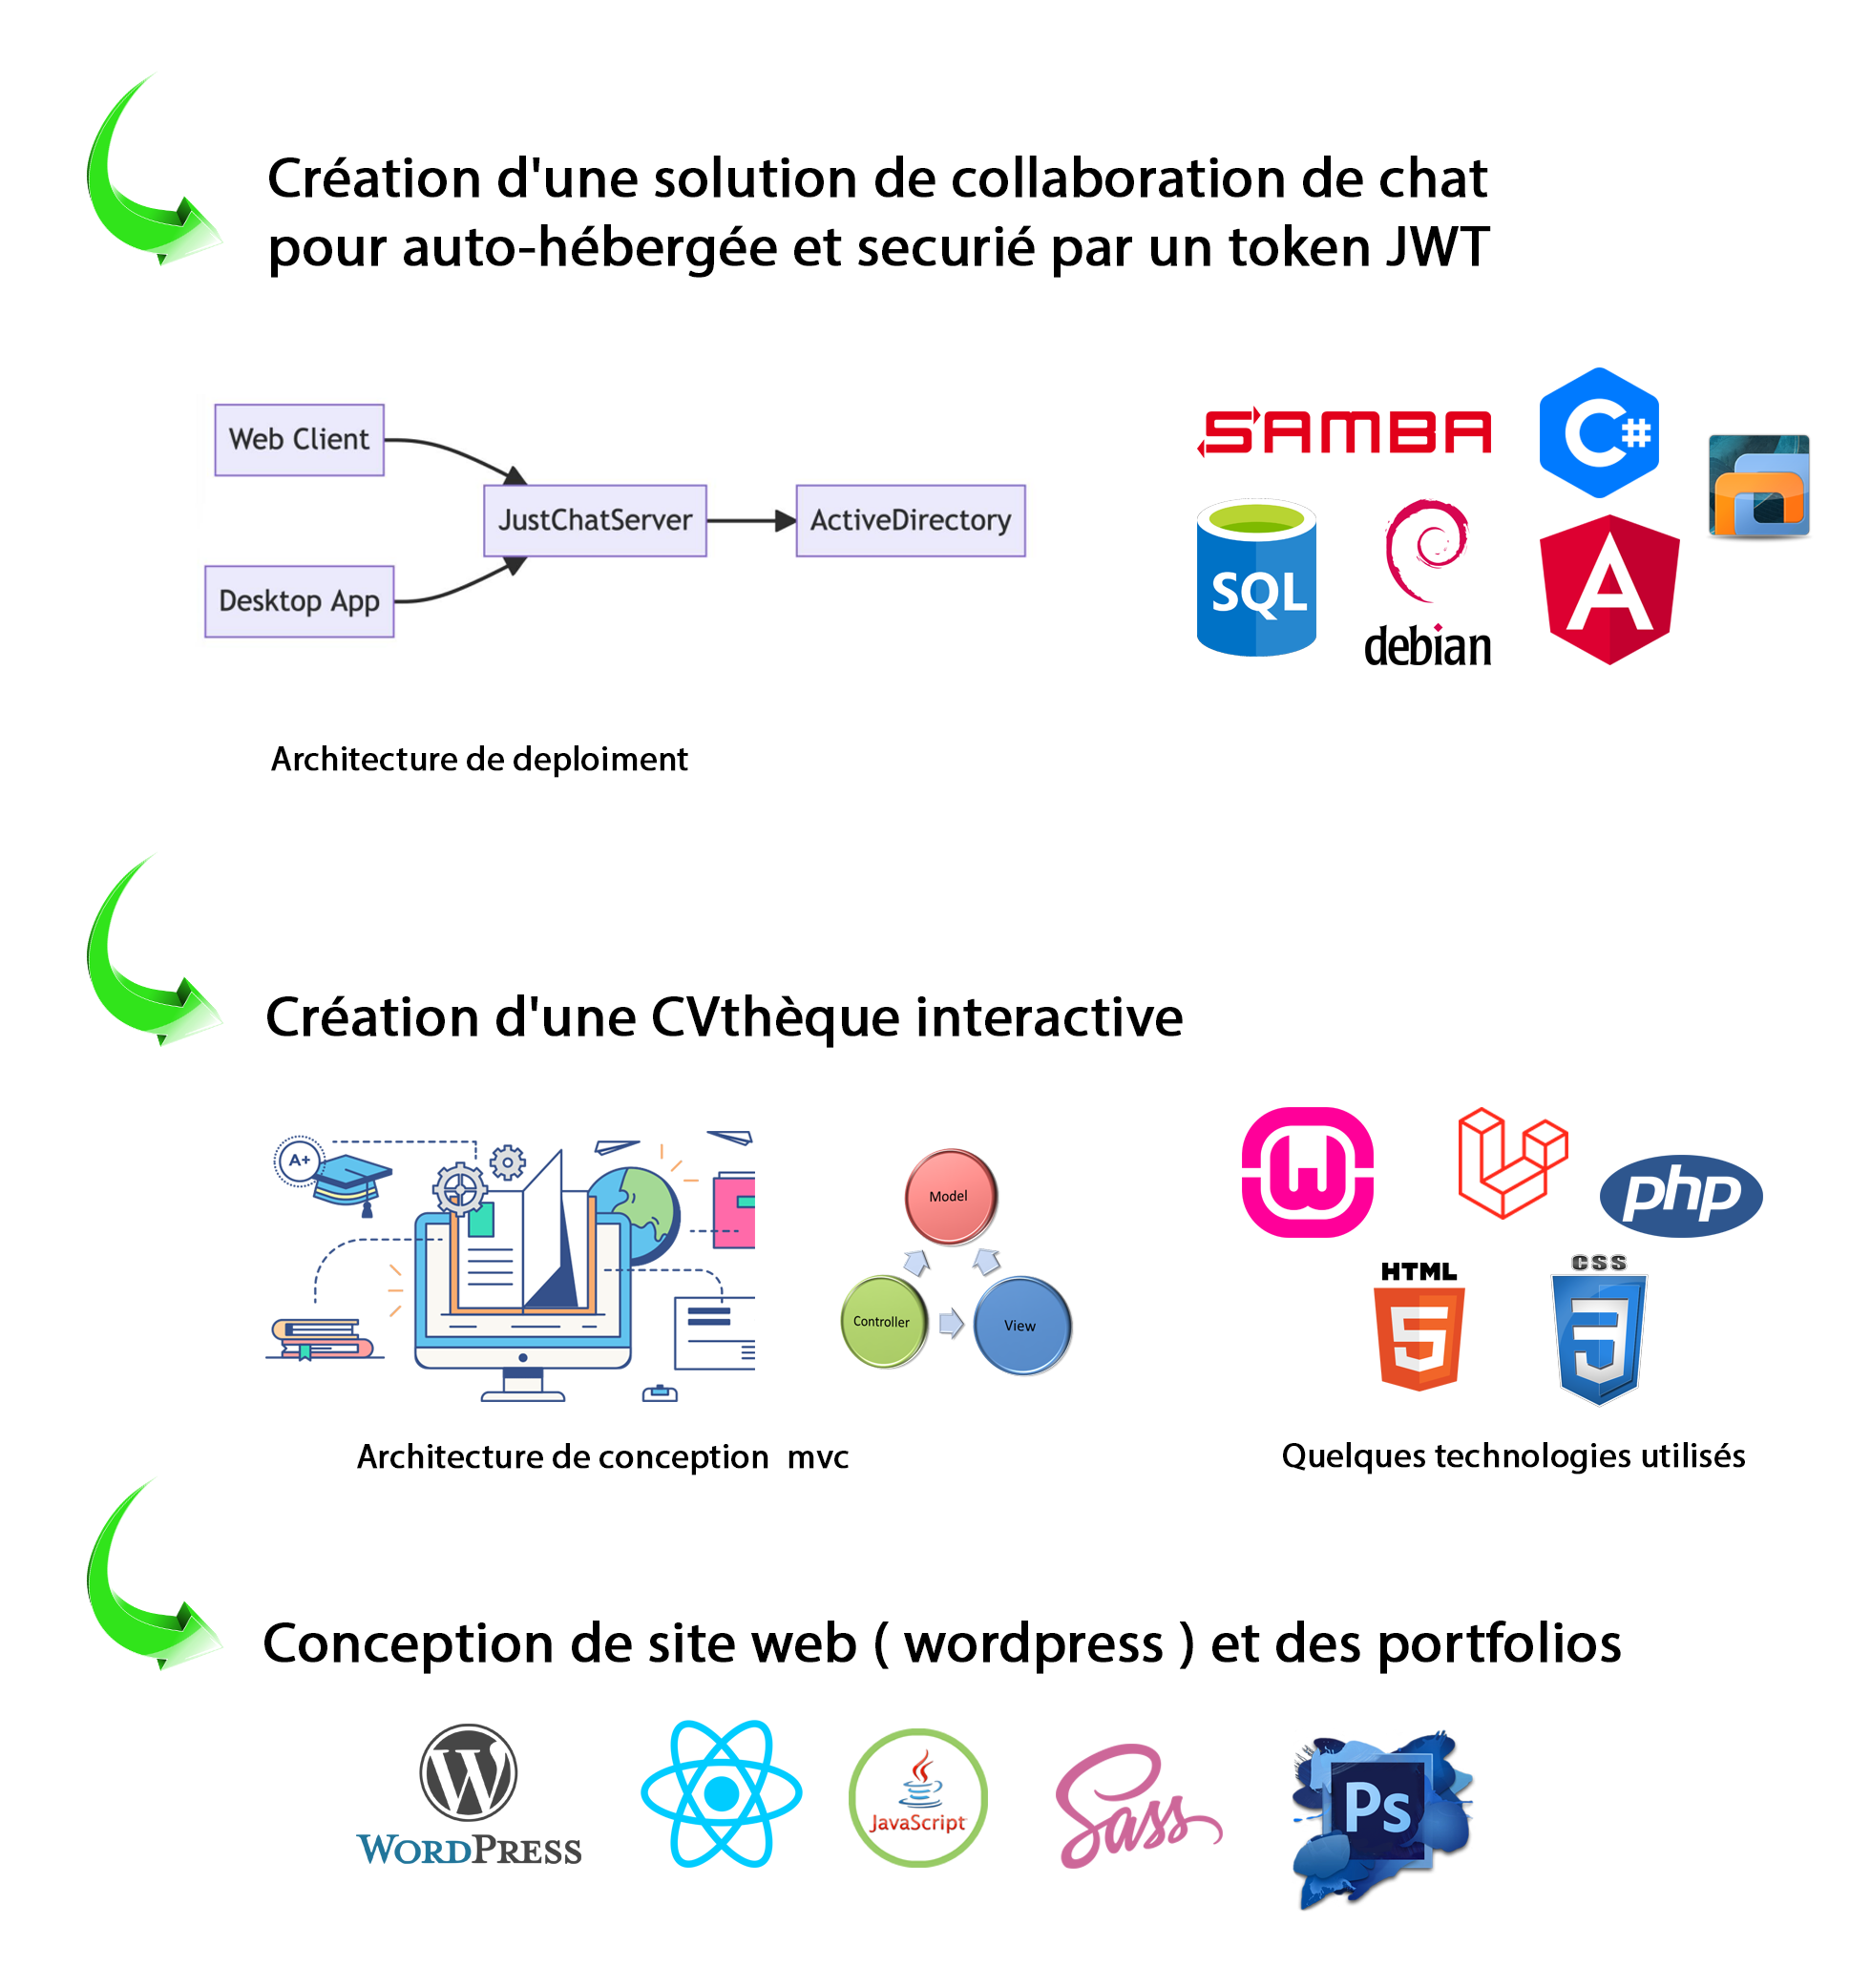 Création d'une solution de collaboration de chat
pour auto-hébergée et securié par un token JWT
Web Client
JustChatServer
ActiveDirectory
Desktop App
SAMBA
C#
SQL
debian
A
Architecture de deploiment
Création d'une CVthèque interactive
A+
Model
Controller
View
W
php
HTML
5
CSS
3
Architecture de conception  mvc
Quelques technologies utilisés
Conception de site web ( wordpress ) et des portfolios
W
WORDPRESS
JavaScript
Sass
Ps